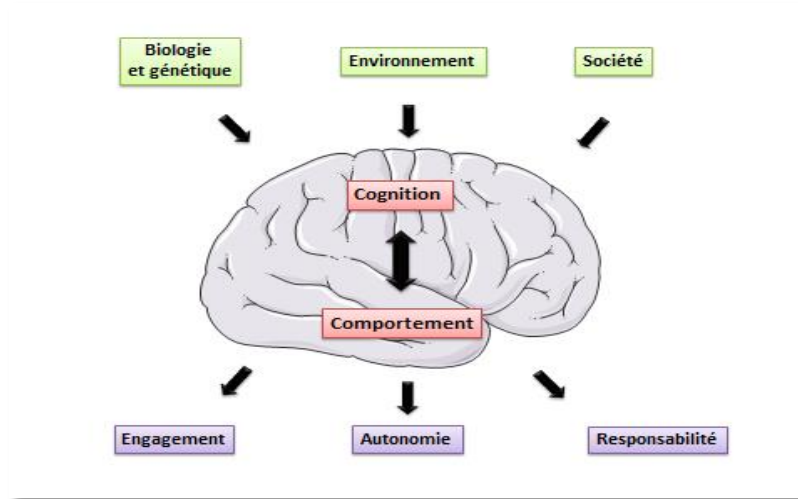 Biologie
et génétique
Environnement
Société
Cognition
Comportement
Engagement
Autonomie
Responsabilité